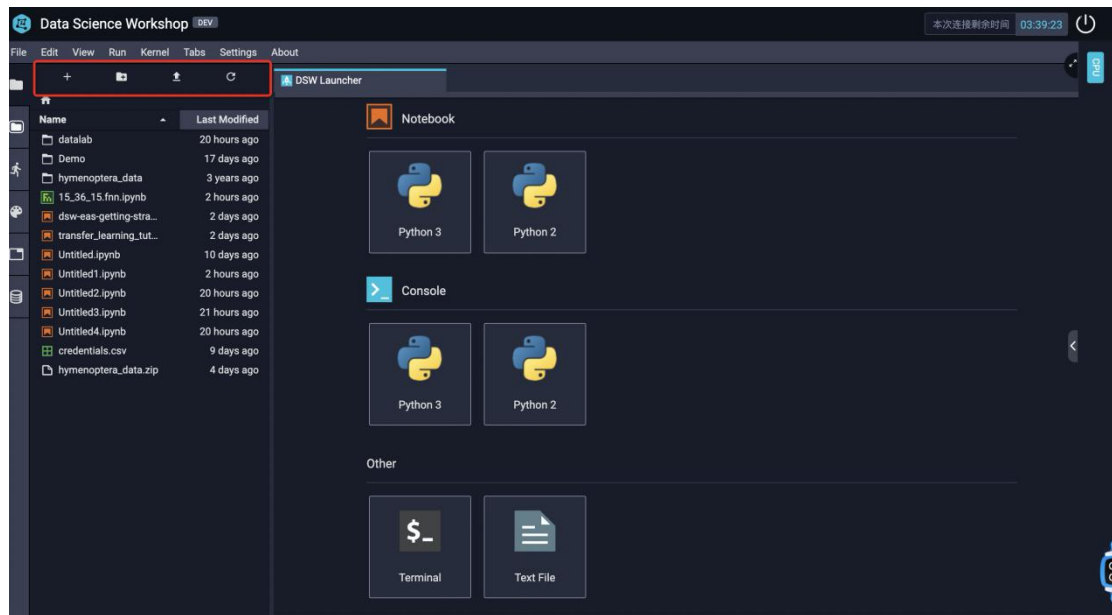 Data Science Workshop DEV
本次连接剩余时间 03:39:23
File Edit View Run Kernel Tabs Settings About
DSW Launcher
CPU
Name Last Modified
datalab 20 hours ago
Demo 17 days ago
hymenoptera_data 3 years ago
15_36_15.fnn.ipynb 2 hours ago
dsw-eas-getting-stra... 2 days ago
transfer_learning_tut... 2 days ago
Untitled.ipynb 10 days ago
Untitled1.ipynb 2 hours ago
Untitled2.ipynb 20 hours ago
Untitled3.ipynb 21 hours ago
Untitled4.ipynb 20 hours ago
credentials.csv 9 days ago
hymenoptera_data.zip 4 days ago
Notebook
Python 3 Python 2
Console
Python 3 Python 2
Other
$_
Terminal Text File